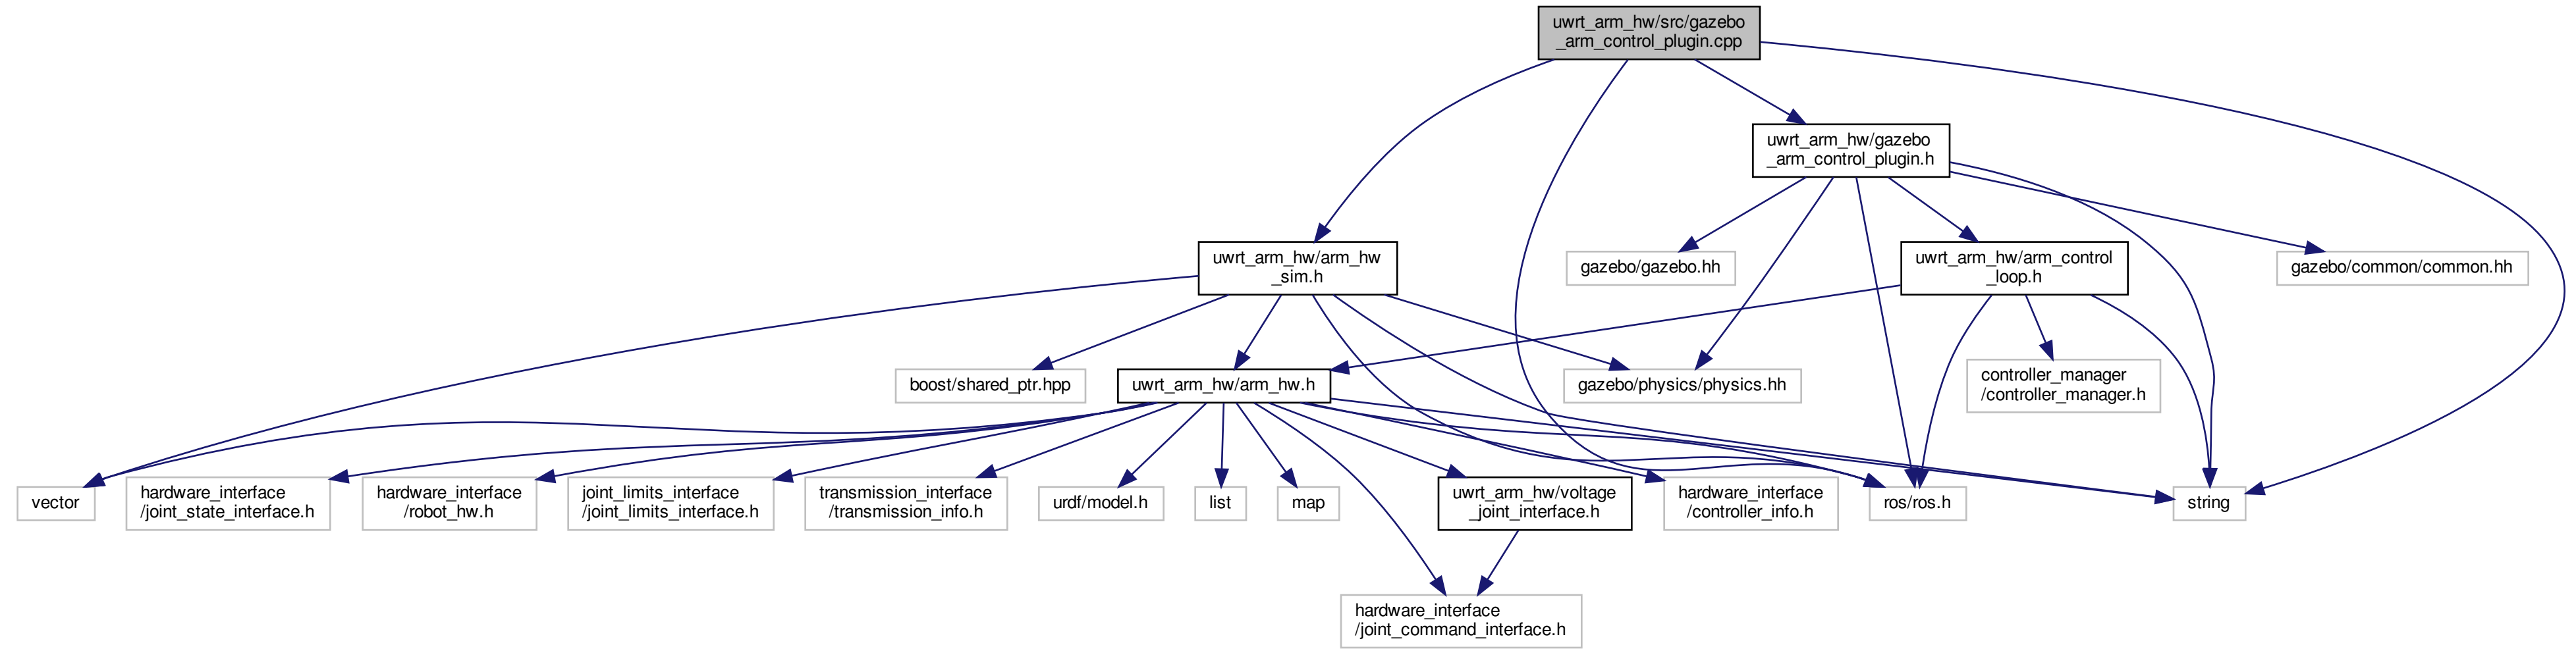 uwrt_arm_hw/src/gazebo
_arm_control_plugin.cpp
uwrt_arm_hw/gazebo
_arm_control_plugin.h
uwrt_arm_hw/arm_hw
_sim.h
gazebo/gazebo.hh
uwrt_arm_hw/arm_control
_loop.h
gazebo/common/common.hh
boost/shared_ptr.hpp
uwrt_arm_hw/arm_hw.h
gazebo/physics/physics.hh
controller_manager
/controller_manager.h
vector
hardware_interface
/joint_state_interface.h
hardware_interface
/robot_hw.h
joint_limits_interface
/joint_limits_interface.h
transmission_interface
/transmission_info.h
urdf/model.h
list
map
uwrt_arm_hw/voltage
_joint_interface.h
hardware_interface
/controller_info.h
ros/ros.h
string
hardware_interface
/joint_command_interface.h